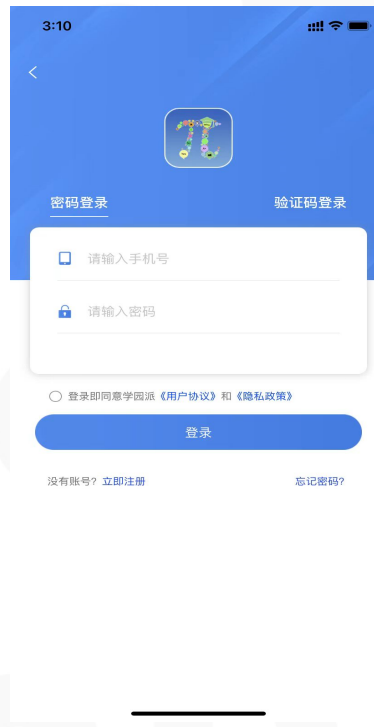 3:10
密码登录 验证码登录
请输入手机号
请输入密码
登录即同意学园派《用户协议》和《隐私政策》
登录
没有账号？立即注册 忘记密码?